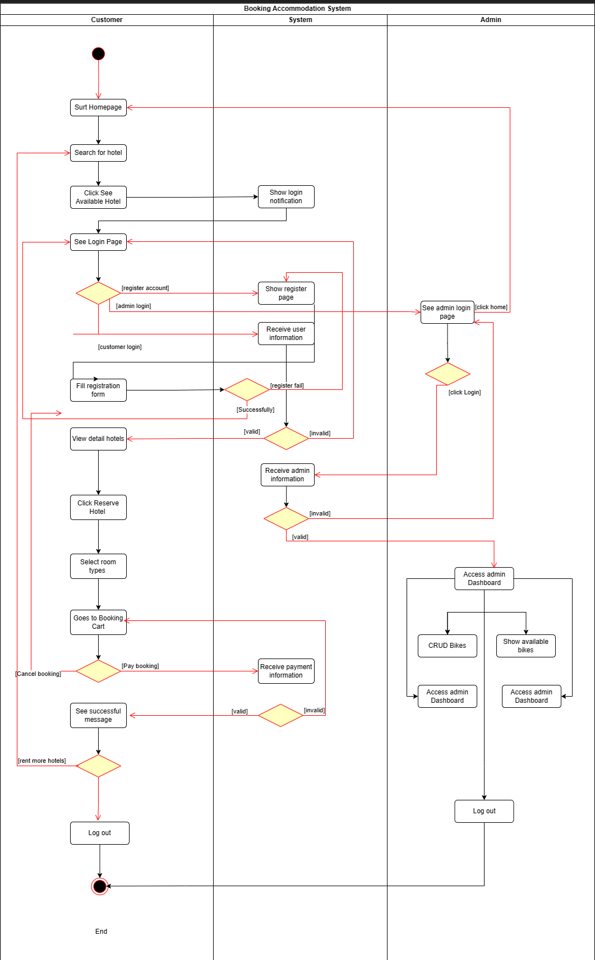 Booking Accommodation System
Customer
System
Admin
Surt Homepage
Search for hotel
Click See
Available Hotel
Show login
notification
See Login Page
[register account]
Show register
page
[admin login]
See admin login
page
[click home]
[customer login]
Receive user
information
Fill registration
form
[register fail]
[click Login]
[Successfully]
View detail hotels
[valid]
[invalid]
Receive admin
information
Click Reserve
Hotel
[invalid]
[valid]
Select room
types
Access admin
Dashboard
Goes to Booking
Cart
CRUD Bikes
Show available
bikes
[Cancel booking]
[Pay booking]
Receive payment
information
Access admin
Dashboard
Access admin
Dashboard
See successful
message
[valid]
[invalid]
[rent more hotels]
Log out
Log out
End